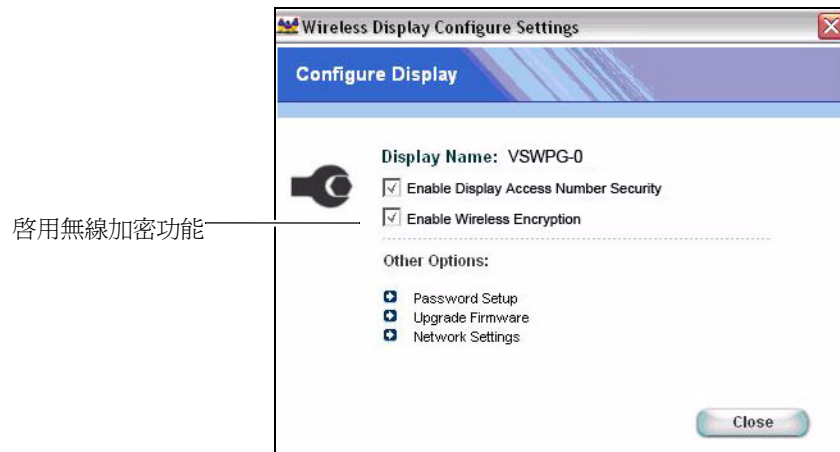 Wireless Display Configure Settings
Configure Display
Display Name: VSWPG-0
Enable Display Access Number Security
啓用無線加密功能
Enable Wireless Encryption
Other Options:
Password Setup
Upgrade Firmware
Network Settings
Close